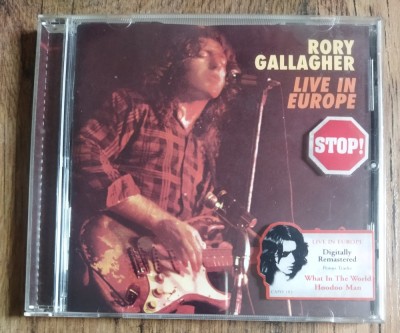 RORY
GALLAGHER
LIVE IN
EUROPE
STOP!
LIVE IN EUROPE
Digitally
Remastered
Bonus Tracks
What In The World
Hoodoo Man